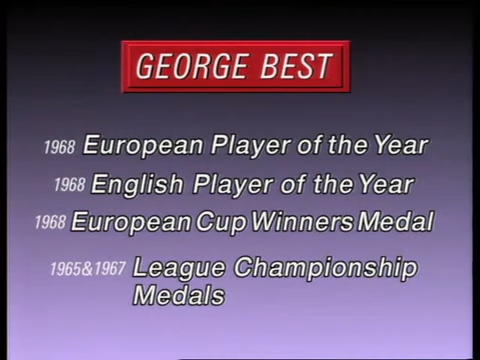 GEORGE BEST
1968 European Player of the Year
1968 English Player of the Year
1968 European Cup Winners Medal
1965&1967 League Championship
Medals